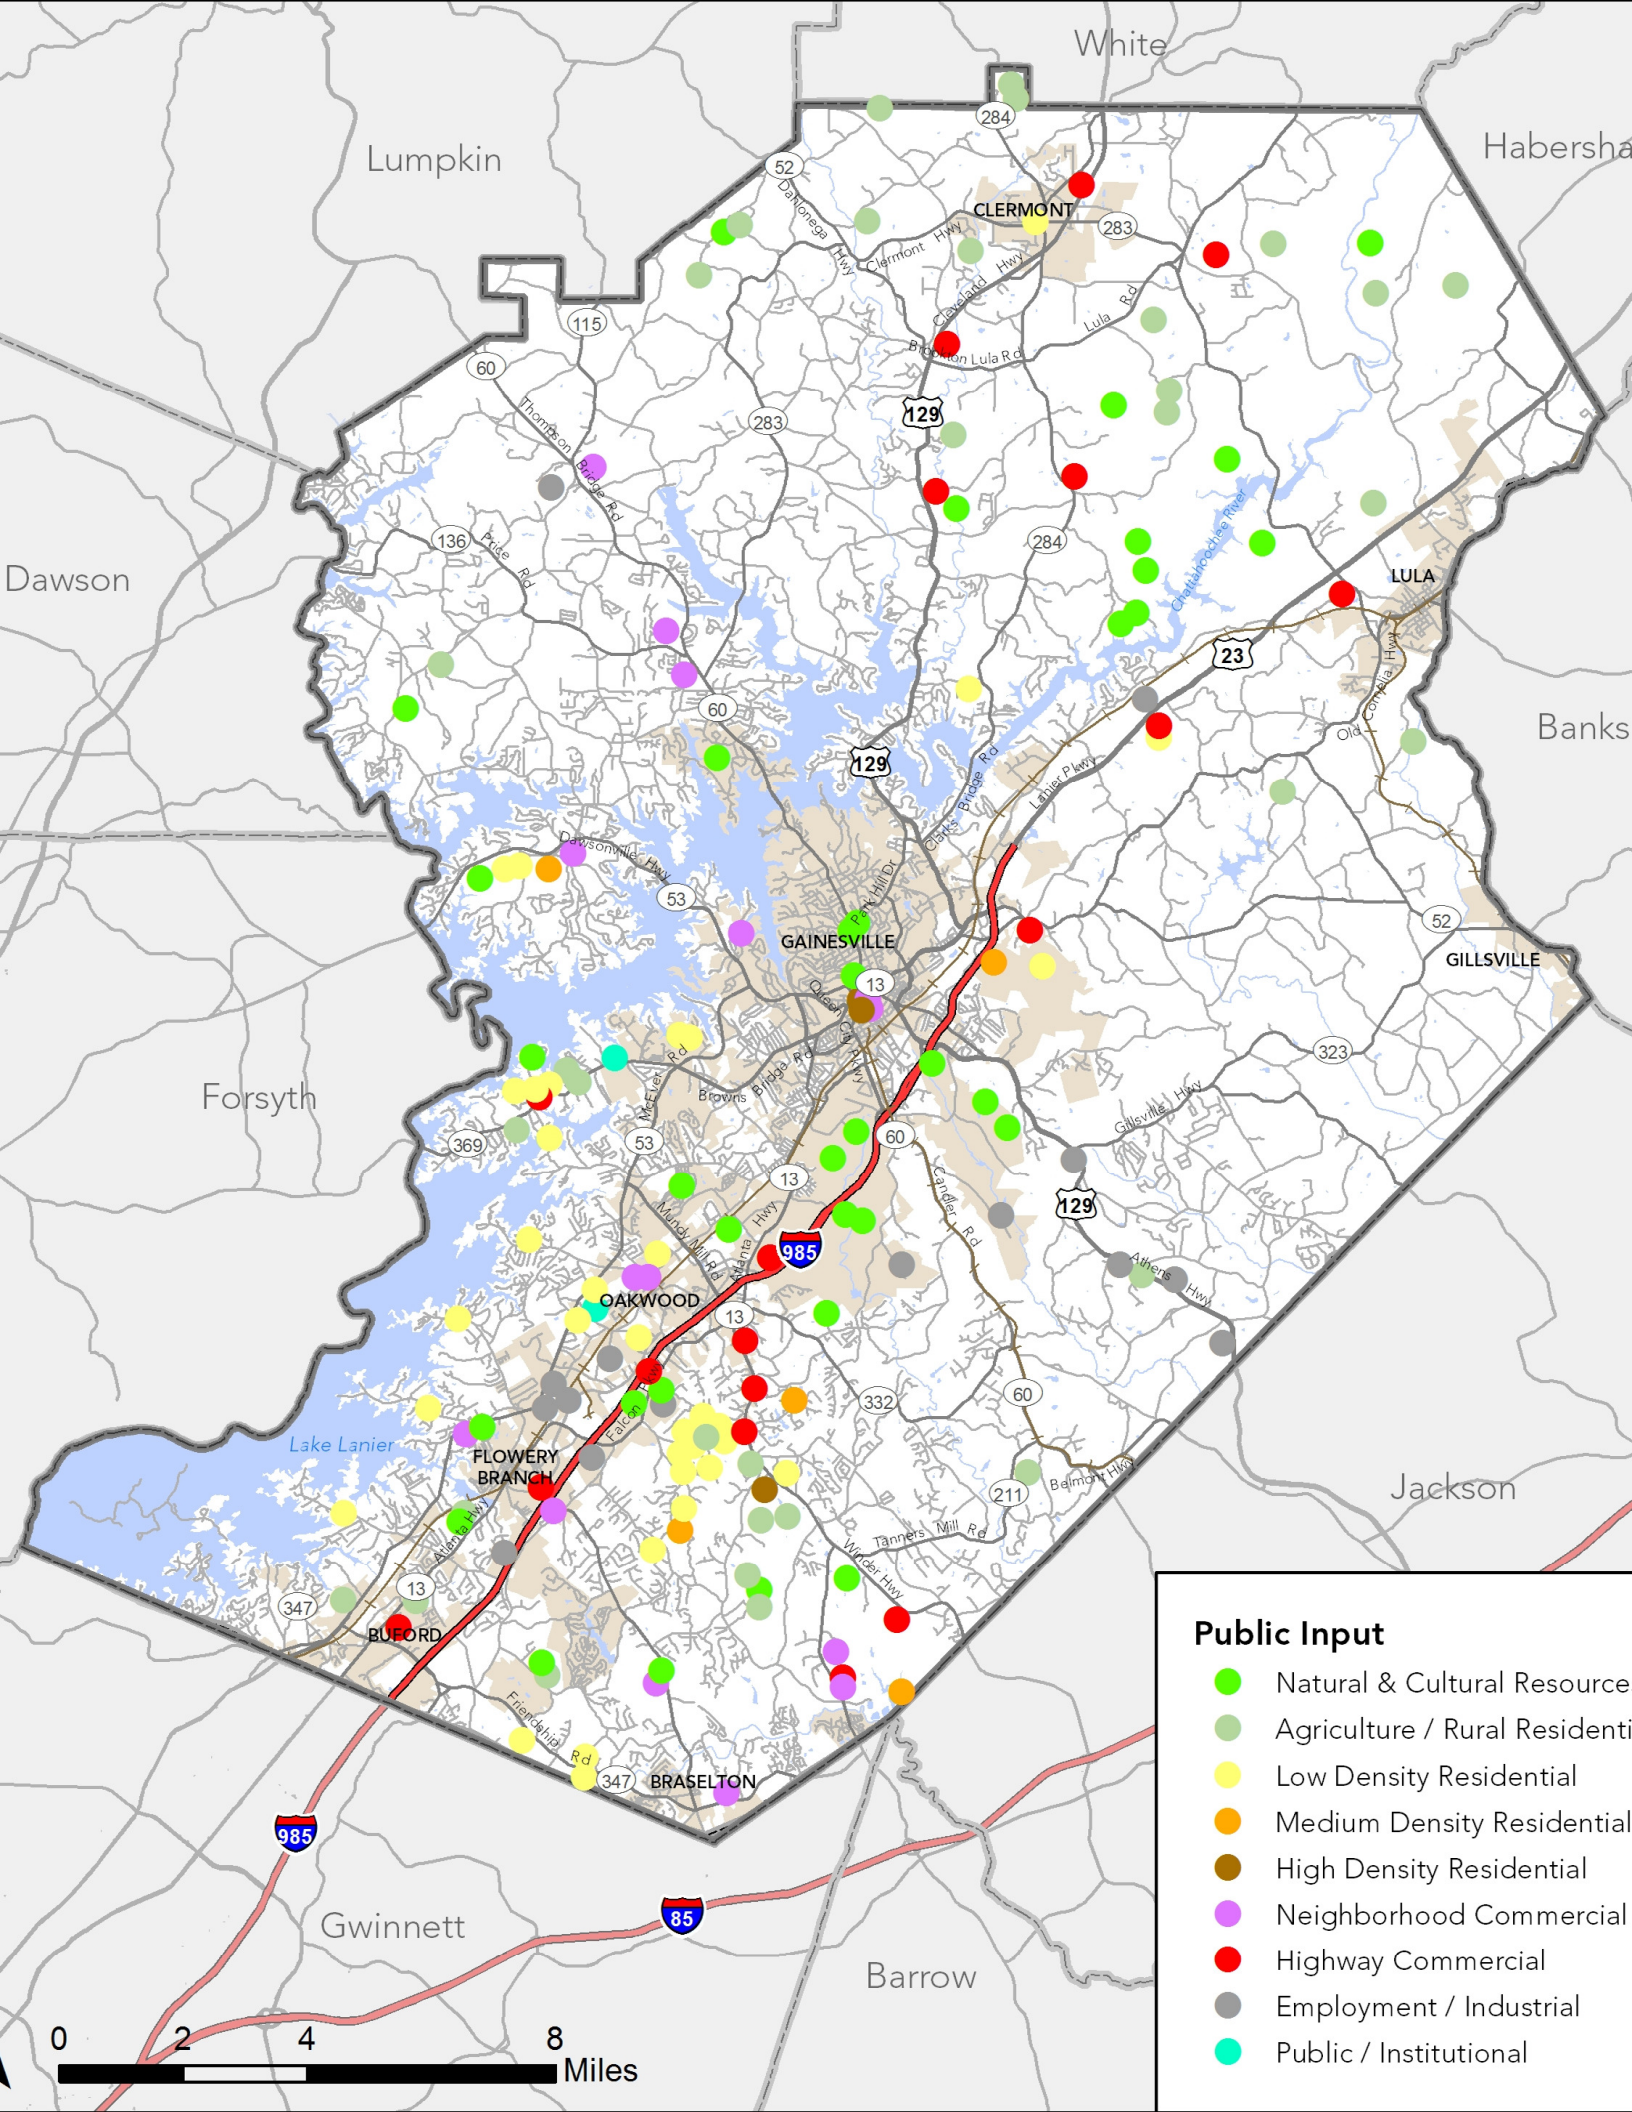 White
Habersha
Lumpkin
284
52
Dahlonega
Hwy
CLERMONT
283
Clermont Hwy
Cleveland Hwy
Lula Rd
115
Brookton Lula Rd
60
129
283
Thompson
Bridge Rd
136
Price Rd
284
Chattahoochee River
Dawson
LULA
23
Old Cornelia Hwy
60
Banks
129
Clarks Bridge Rd
Lanier Pkwy
Dawsonville Hwy
53
Park Hill Dr
GAINESVILLE
52
GILLSVILLE
13
Queen City Pkwy
323
Forsyth
McEver Rd
Browns Bridge Rd
Gillsville Hwy
369
53
60
13
Candler Rd
129
Mundy Mill Rd
Atlanta Hwy
985
Athens Hwy
OAKWOOD
13
Falcon Pkwy
332
60
Lake Lanier
FLOWERY
BRANCH
211
Belmont Hwy
Jackson
Atlanta Hwy
Tanners Mill Rd
Winder Hwy
13
347
BUFORD
Friendship Rd
347
BRASELTON
985
85
Gwinnett
Barrow
0 2 4 8
Miles
Public Input
Natural & Cultural Resource
Agriculture / Rural Residenti
Low Density Residential
Medium Density Residential
High Density Residential
Neighborhood Commercial
Highway Commercial
Employment / Industrial
Public / Institutional